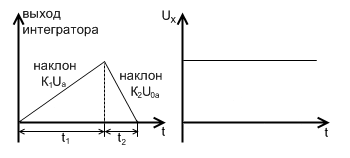 выход
интегратора
наклон
K₁Uₐ
наклон
K₂U₀ₐ
t₁
t₂
t
Uₓ
t